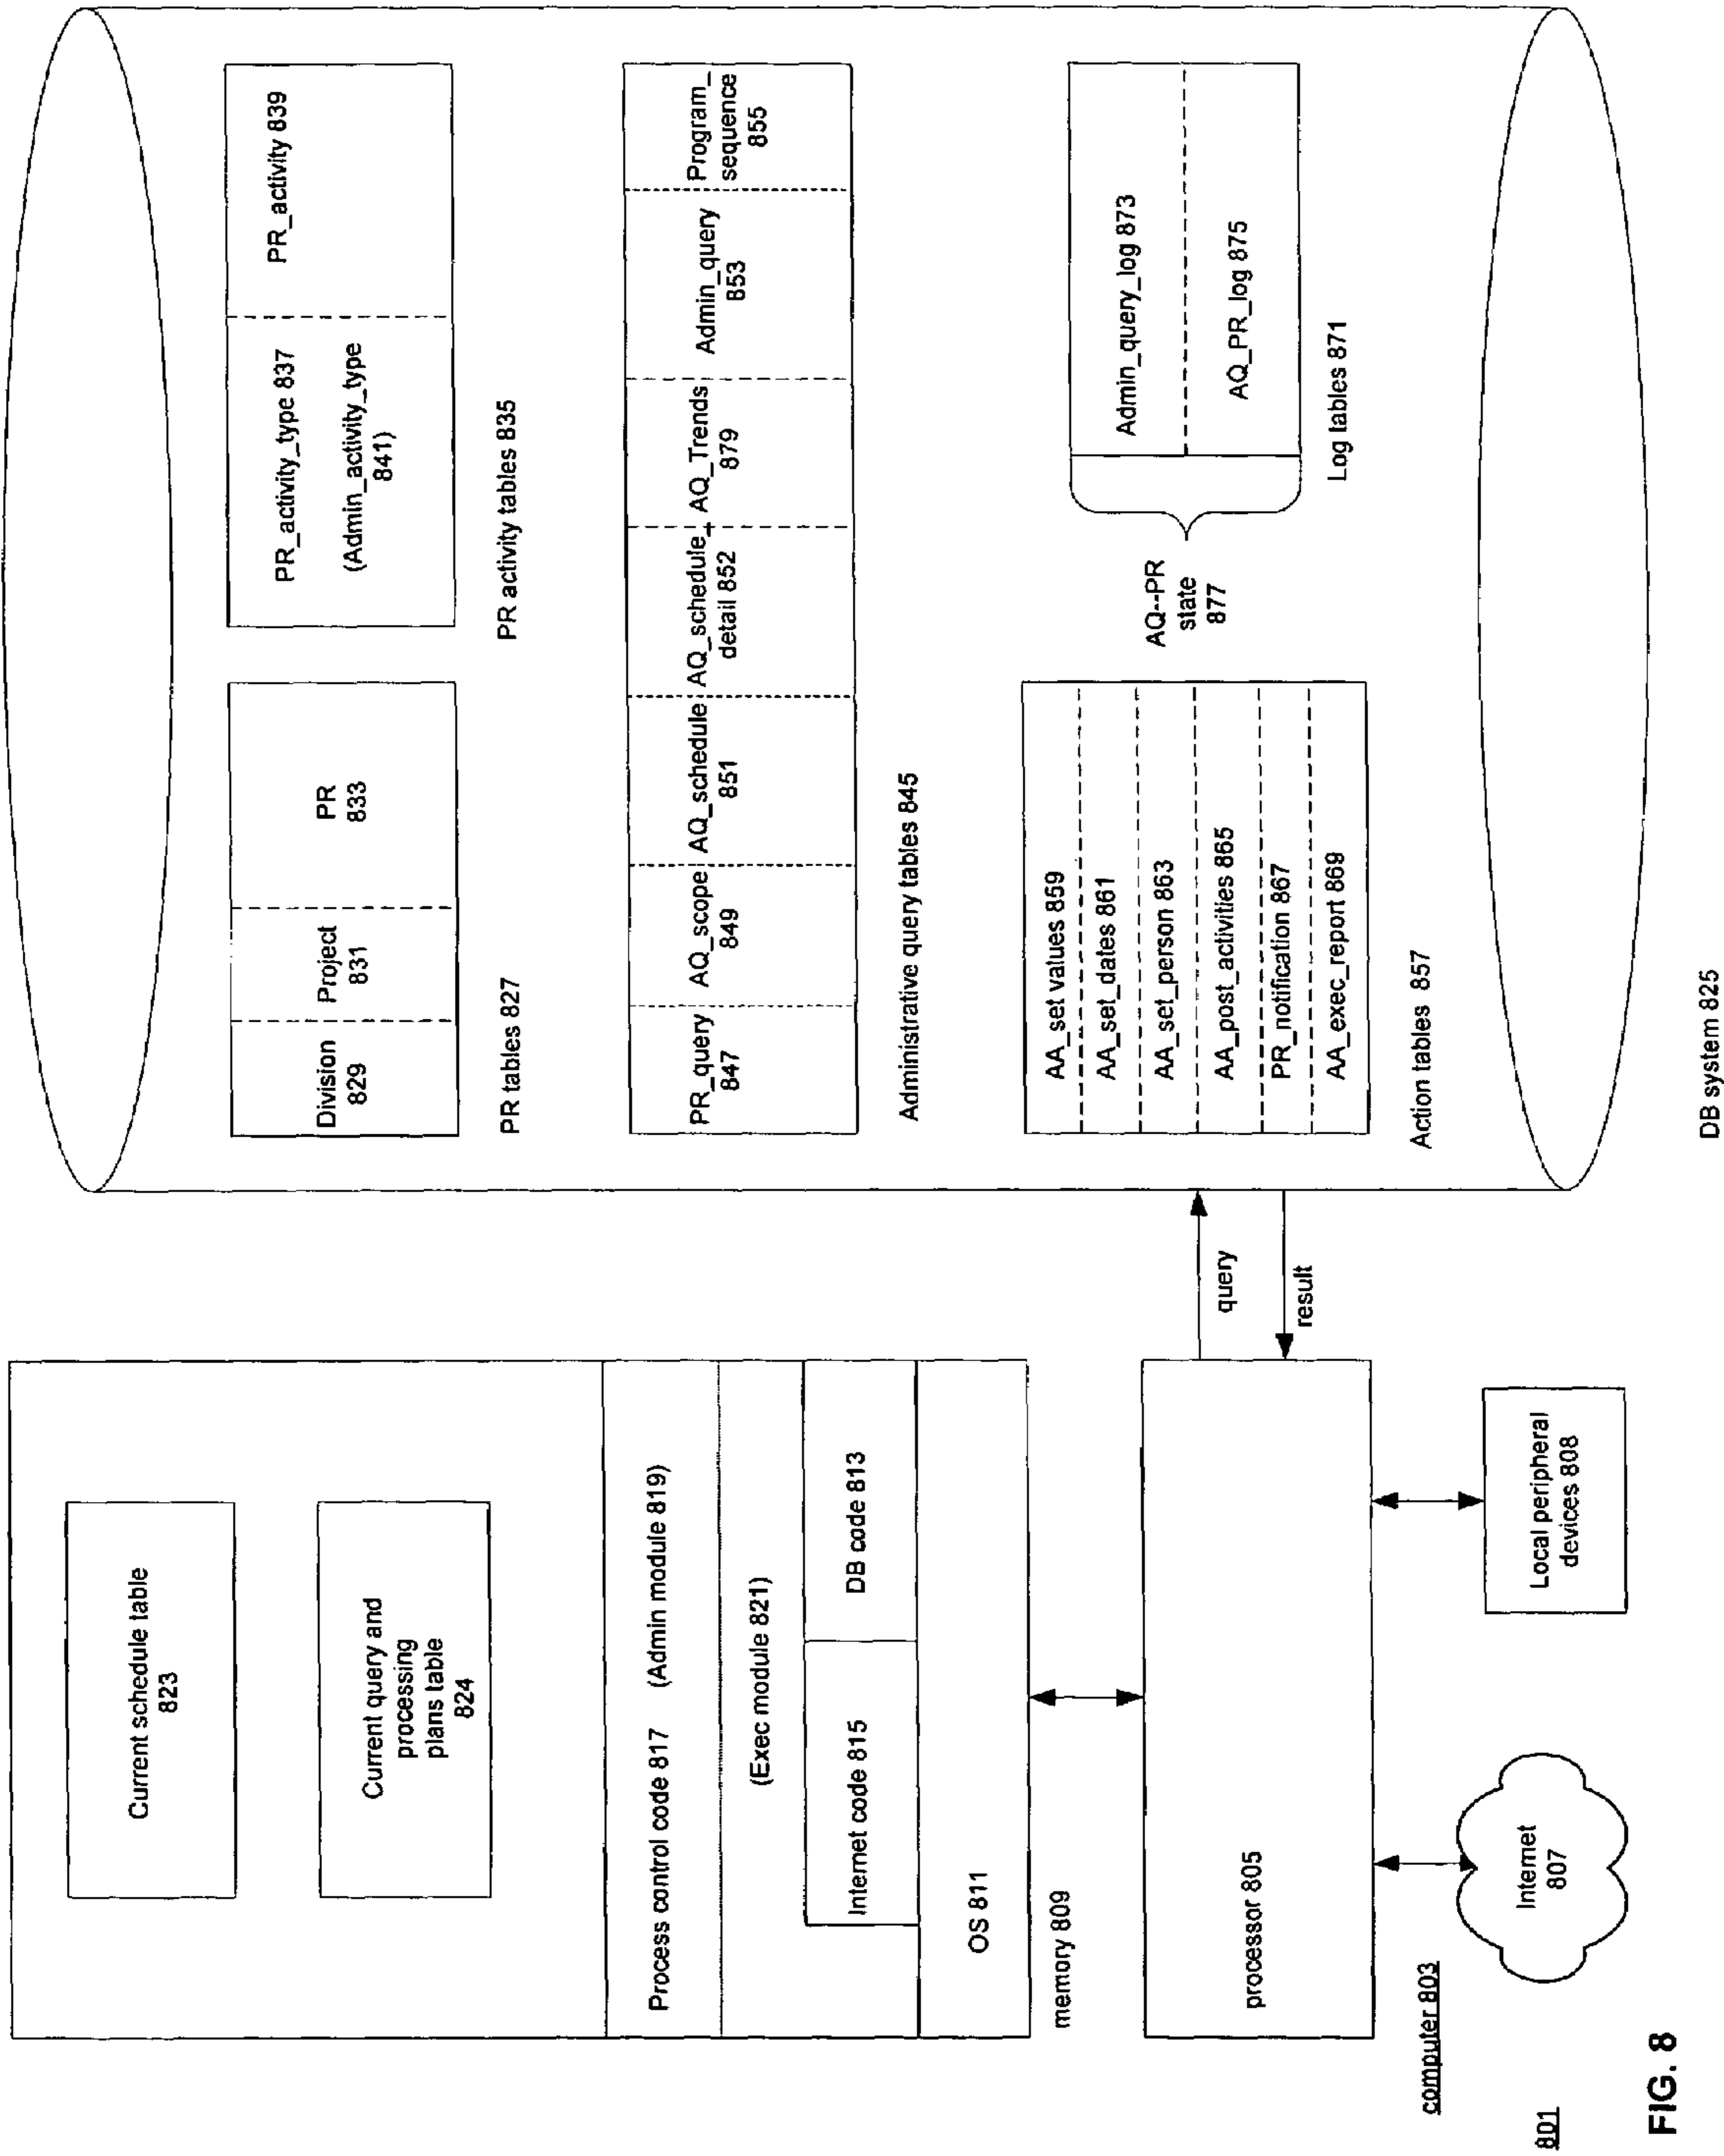 Current schedule table
823
Current query and
processing
plans table
824
Process control code 817 (Admin module 819)
(Exec module 821)
Internet code 815
DB code 813
OS 811
memory 809
processor 805
query
result
computer 803
Internet
807
Local peripheral
devices 808
801
FIG. 8
Division
829
Project
831
PR
833
PR tables 827
PR_activity_type 837
(Admin_activity_type
841)
PR_activity 839
PR activity tables 835
PR_query
847
AQ_scope
849
AQ_schedule
851
AQ_schedule_
detail 852
AQ_Trends
879
Admin_query
853
Program_
sequence
855
Administrative query tables 845
AA_set values 859
AA_set_dates 861
AA_set_person 863
AA_post_activities 865
PR_notification 867
AA_exec_report 869
Action tables 857
AQ--PR
state
877
Admin_query_log 873
AQ_PR_log 875
Log tables 871
DB system 825